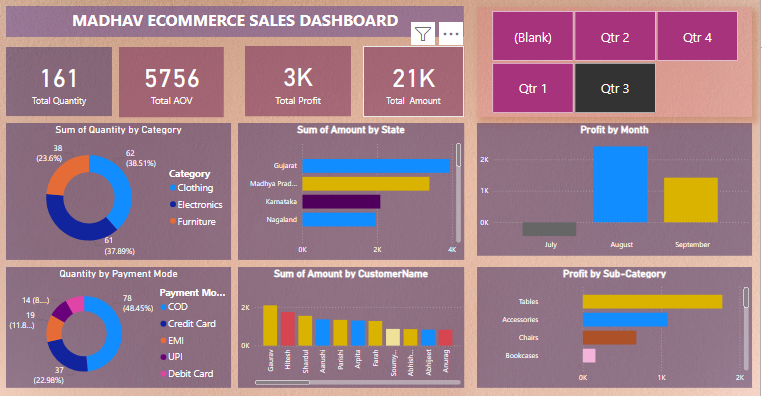 MADHAV ECOMMERCE SALES DASHBOARD
(Blank)
Qtr 2
Qtr 4
Qtr 1
Qtr 3
161
Total Quantity
5756
Total AOV
3K
Total Profit
21K
Total Amount
Sum of Quantity by Category
38
(23.6%)
62
(38.51%)
61
(37.89%)
Category
Clothing
Electronics
Furniture
Sum of Amount by State
Gujarat
Madhya Prad...
Karnataka
Nagaland
0K
2K
4K
Profit by Month
2K
1K
0K
July
August
September
Quantity by Payment Mode
14 (8....)
19
(11.8...)
37
(22.98%)
78
(48.45%)
Payment Mo...
COD
Credit Card
EMI
UPI
Debit Card
Sum of Amount by CustomerName
2K
0K
Gaurav
Hitesh
Shardul
Aarushi
Parishi
Arpita
Farah
Soumy...
Abhish...
Abhijeet
Anurag
Profit by Sub-Category
Tables
Accessories
Chairs
Bookcases
0K
1K
2K